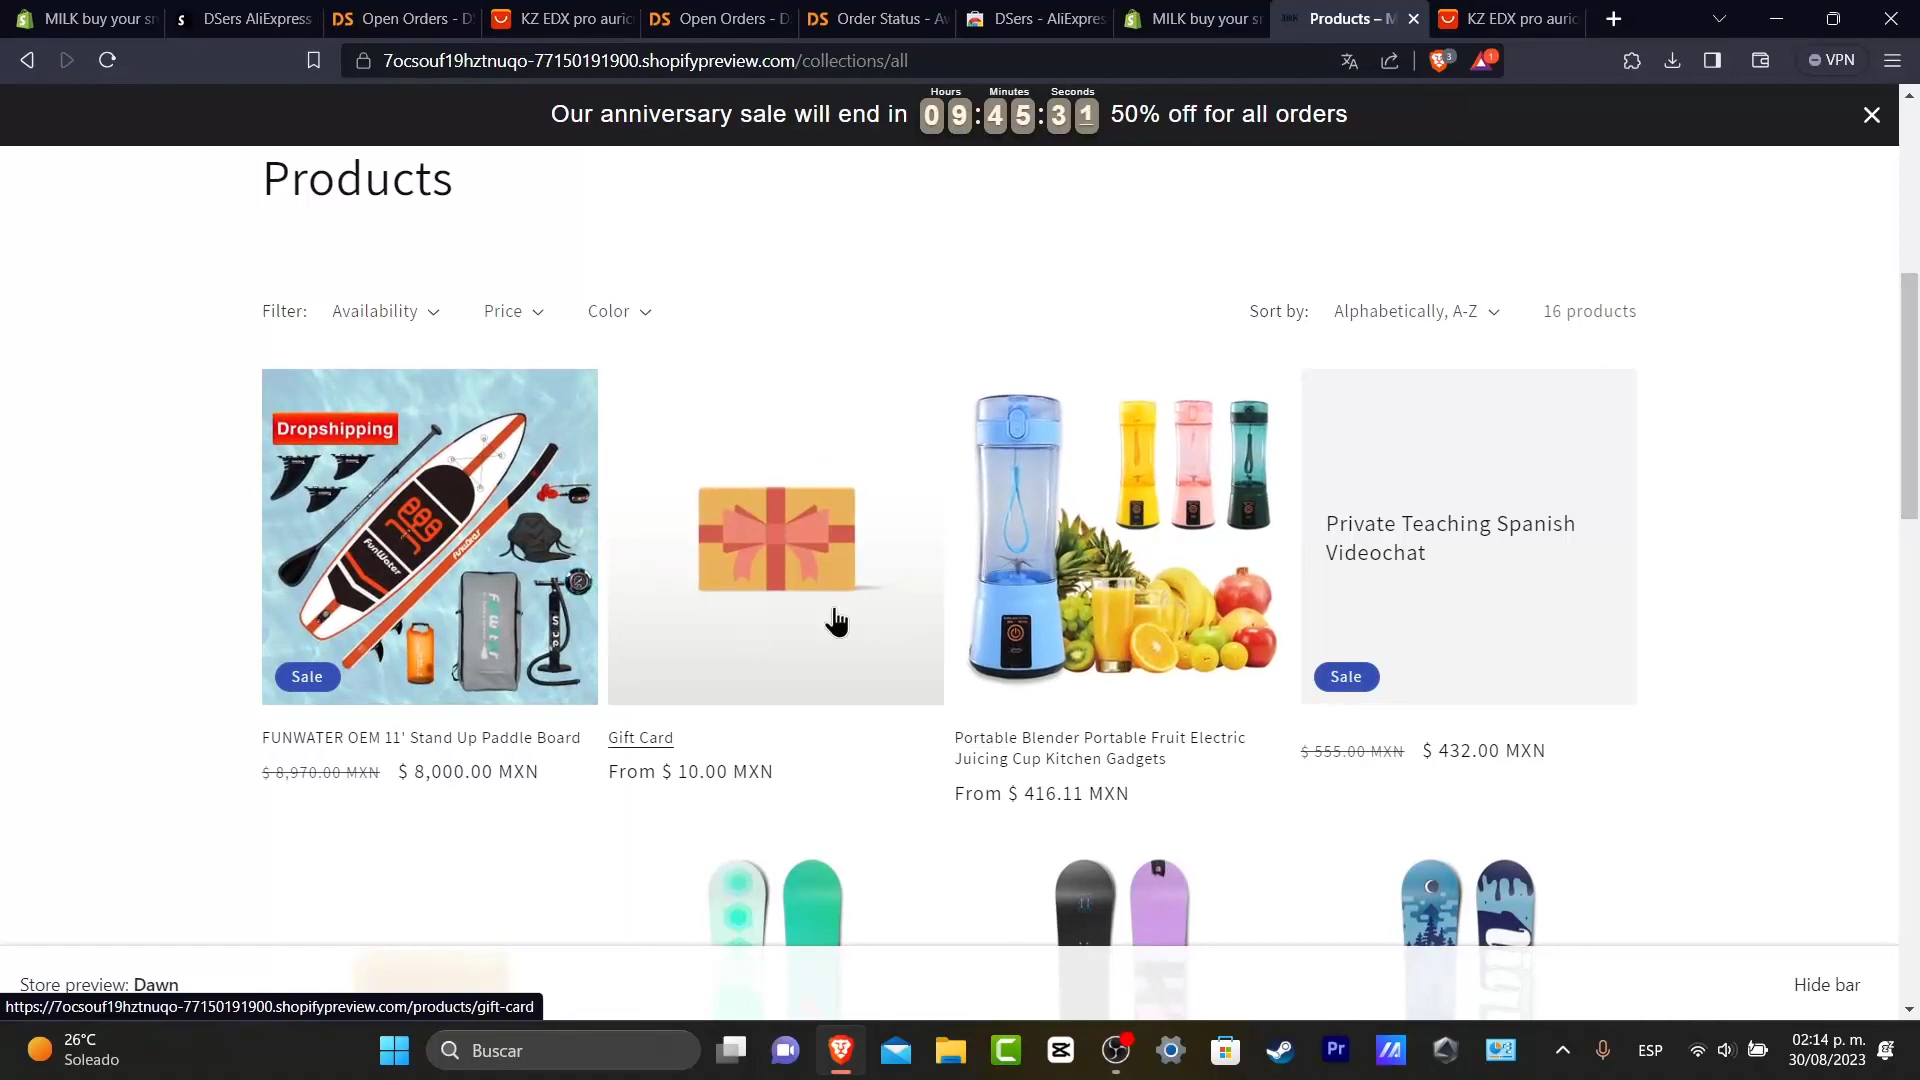 MILK buy your sn
DSers AliExpress
Open Orders - D
KZ EDX pro auric
Open Orders - D
Order Status - Av
DSers - AliExpres
MILK buy your sn
Products – M
KZ EDX pro auric
7ocsouf19hztnuqo-77150191900.shopifypreview.com/collections/all
3
1
VPN
Hours Minutes Seconds
Our anniversary sale will end in 09:45:31 50% off for all orders
Products
Filter: Availability Price Color
Sort by: Alphabetically, A-Z 16 products
Dropshipping
FunWater
Sale
Private Teaching Spanish
Videochat
Sale
FUNWATER OEM 11' Stand Up Paddle Board
$ 8,970.00 MXN $ 8,000.00 MXN
Gift Card
From $ 10.00 MXN
Portable Blender Portable Fruit Electric
Juicing Cup Kitchen Gadgets
From $ 416.11 MXN
$ 555.00 MXN $ 432.00 MXN
Store preview: Dawn
Hide bar
https://7ocsouf19hztnuqo-77150191900.shopifypreview.com/products/gift-card
26°C
Soleado
Buscar
Pr
ESP
02:14 p. m.
30/08/2023